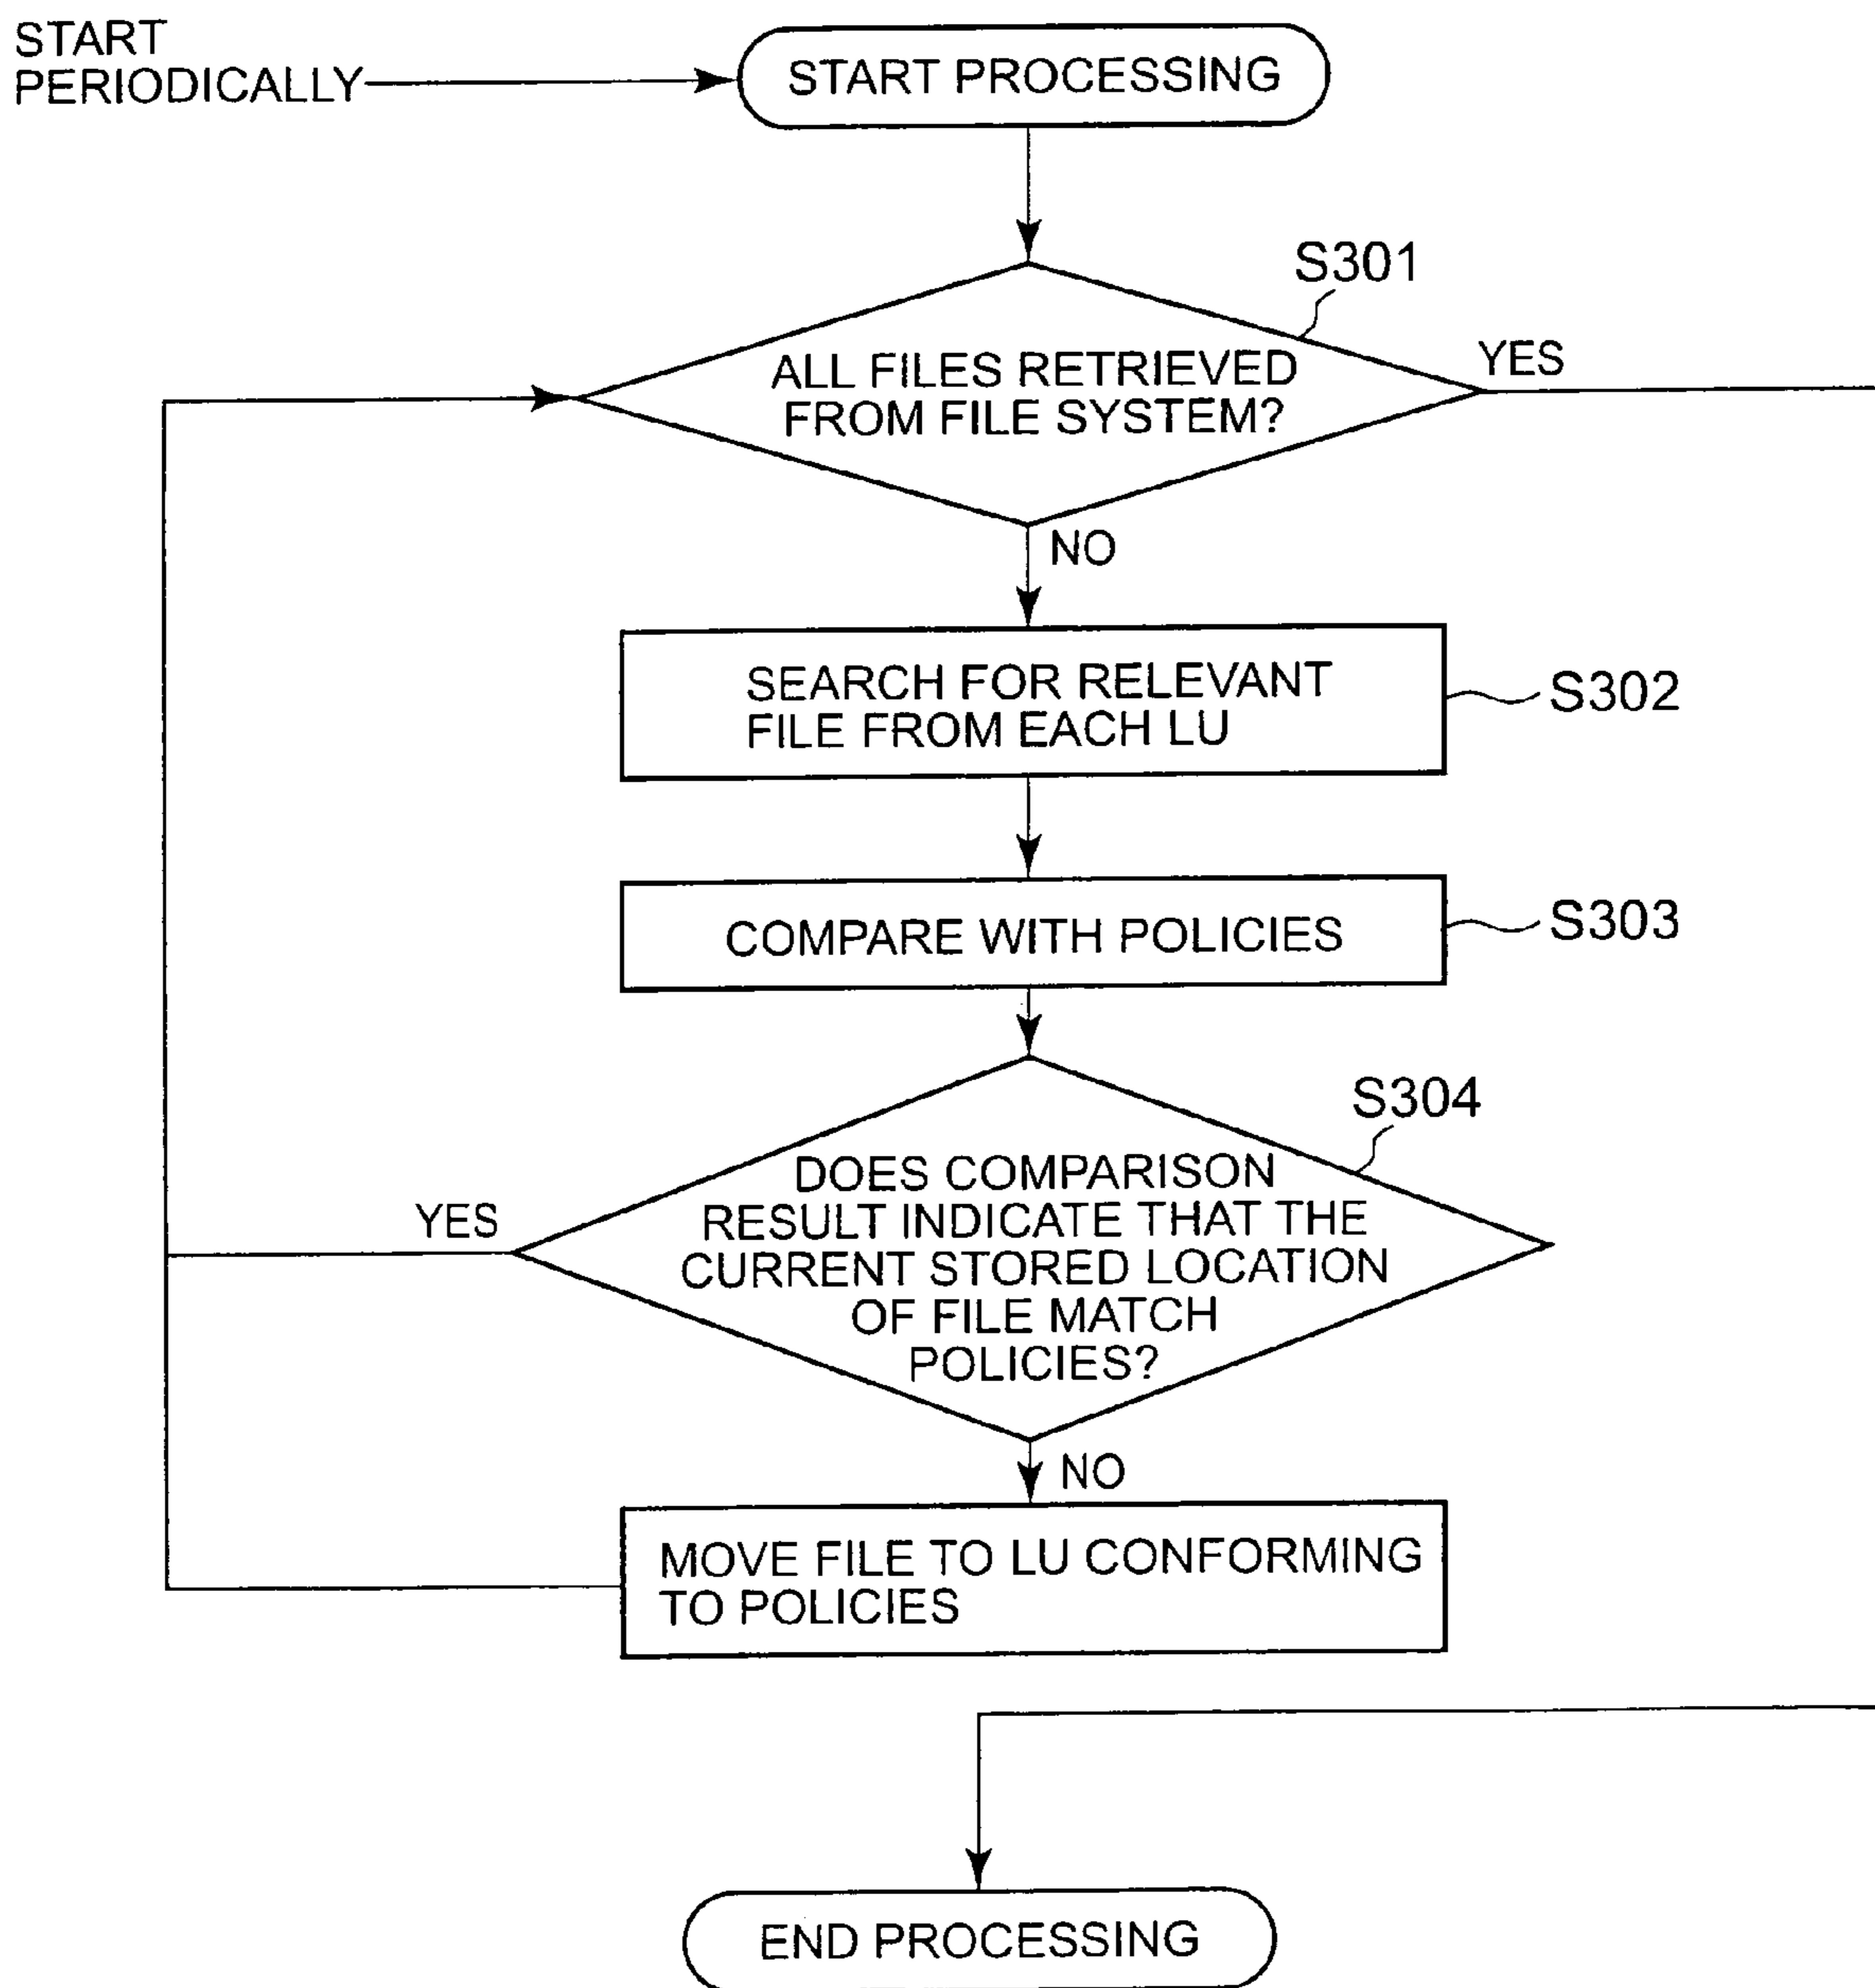 START
PERIODICALLY
START PROCESSING
S301
ALL FILES RETRIEVED
FROM FILE SYSTEM?
YES
NO
SEARCH FOR RELEVANT
FILE FROM EACH LU
S302
COMPARE WITH POLICIES
S303
S304
DOES COMPARISON
RESULT INDICATE THAT THE
CURRENT STORED LOCATION
OF FILE MATCH
POLICIES?
YES
NO
MOVE FILE TO LU CONFORMING
TO POLICIES
END PROCESSING